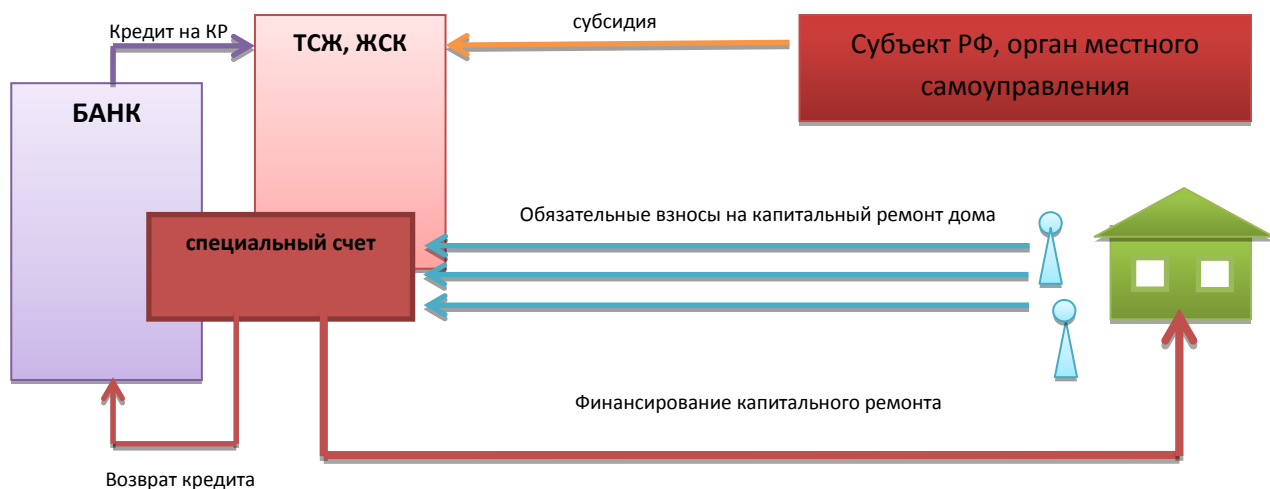 Кредит на КР
ТСЖ, ЖСК
субсидия
Субъект РФ, орган местного
самоуправления
БАНК
специальный счет
Обязательные взносы на капитальный ремонт дома
Финансирование капитального ремонта
Возврат кредита